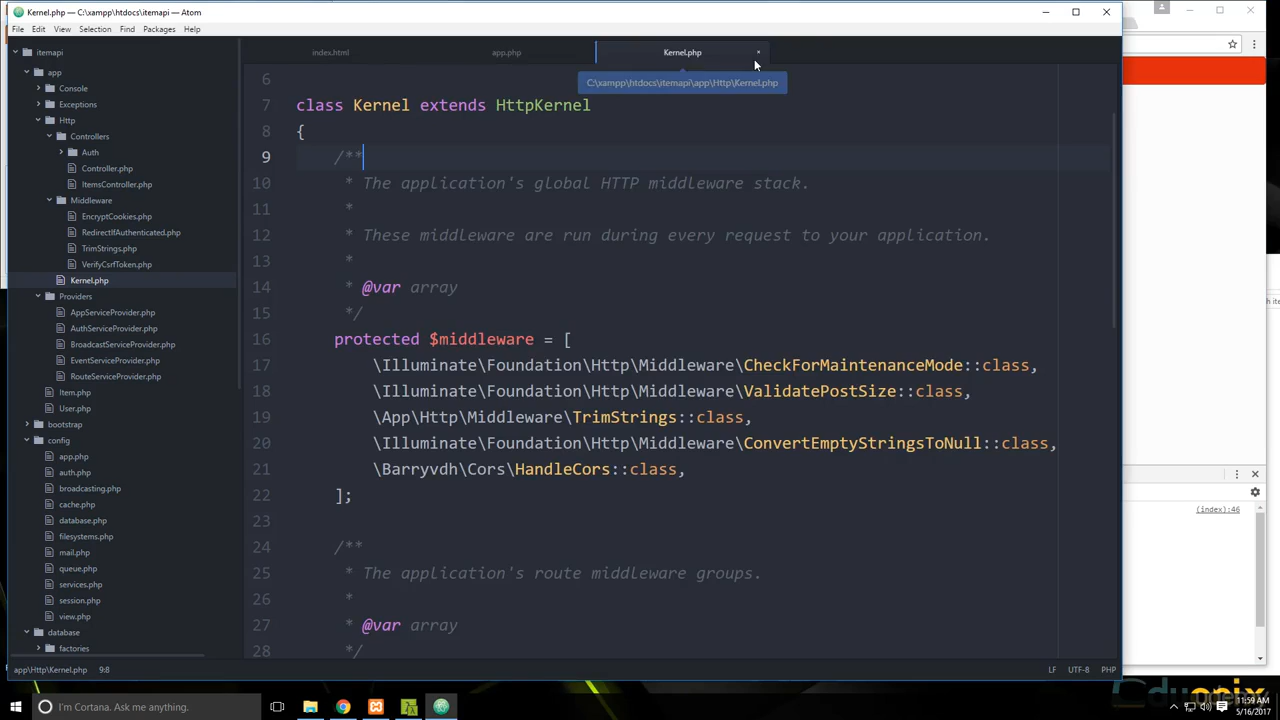 Kernel.php — C:\xampp\htdocs\itemapi — Atom
File Edit View Selection Find Packages Help
itemapi
app
Console
Exceptions
Http
Controllers
Auth
Controller.php
ItemsController.php
Middleware
EncryptCookies.php
RedirectIfAuthenticated.php
TrimStrings.php
VerifyCsrfToken.php
Kernel.php
Providers
AppServiceProvider.php
AuthServiceProvider.php
BroadcastServiceProvider.php
EventServiceProvider.php
RouteServiceProvider.php
Item.php
User.php
bootstrap
config
app.php
auth.php
broadcasting.php
cache.php
database.php
filesystems.php
mail.php
queue.php
services.php
session.php
view.php
database
factories
index.html app.php Kernel.php ×
C:\xampp\htdocs\itemapi\app\Http\Kernel.php
6
7 class Kernel extends HttpKernel
8 {
9 /**
10 * The application's global HTTP middleware stack.
11 *
12 * These middleware are run during every request to your application.
13 *
14 * @var array
15 */
16 protected $middleware = [
17 \Illuminate\Foundation\Http\Middleware\CheckForMaintenanceMode::class,
18 \Illuminate\Foundation\Http\Middleware\ValidatePostSize::class,
19 \App\Http\Middleware\TrimStrings::class,
20 \Illuminate\Foundation\Http\Middleware\ConvertEmptyStringsToNull::class,
21 \Barryvdh\Cors\HandleCors::class,
22 ];
23
24 /**
25 * The application's route middleware groups.
26 *
27 * @var array
28 */
app\Http\Kernel.php 9:8 LF UTF-8 PHP
(index):46
I'm Cortana. Ask me anything.
11:59 AM
5/16/2017